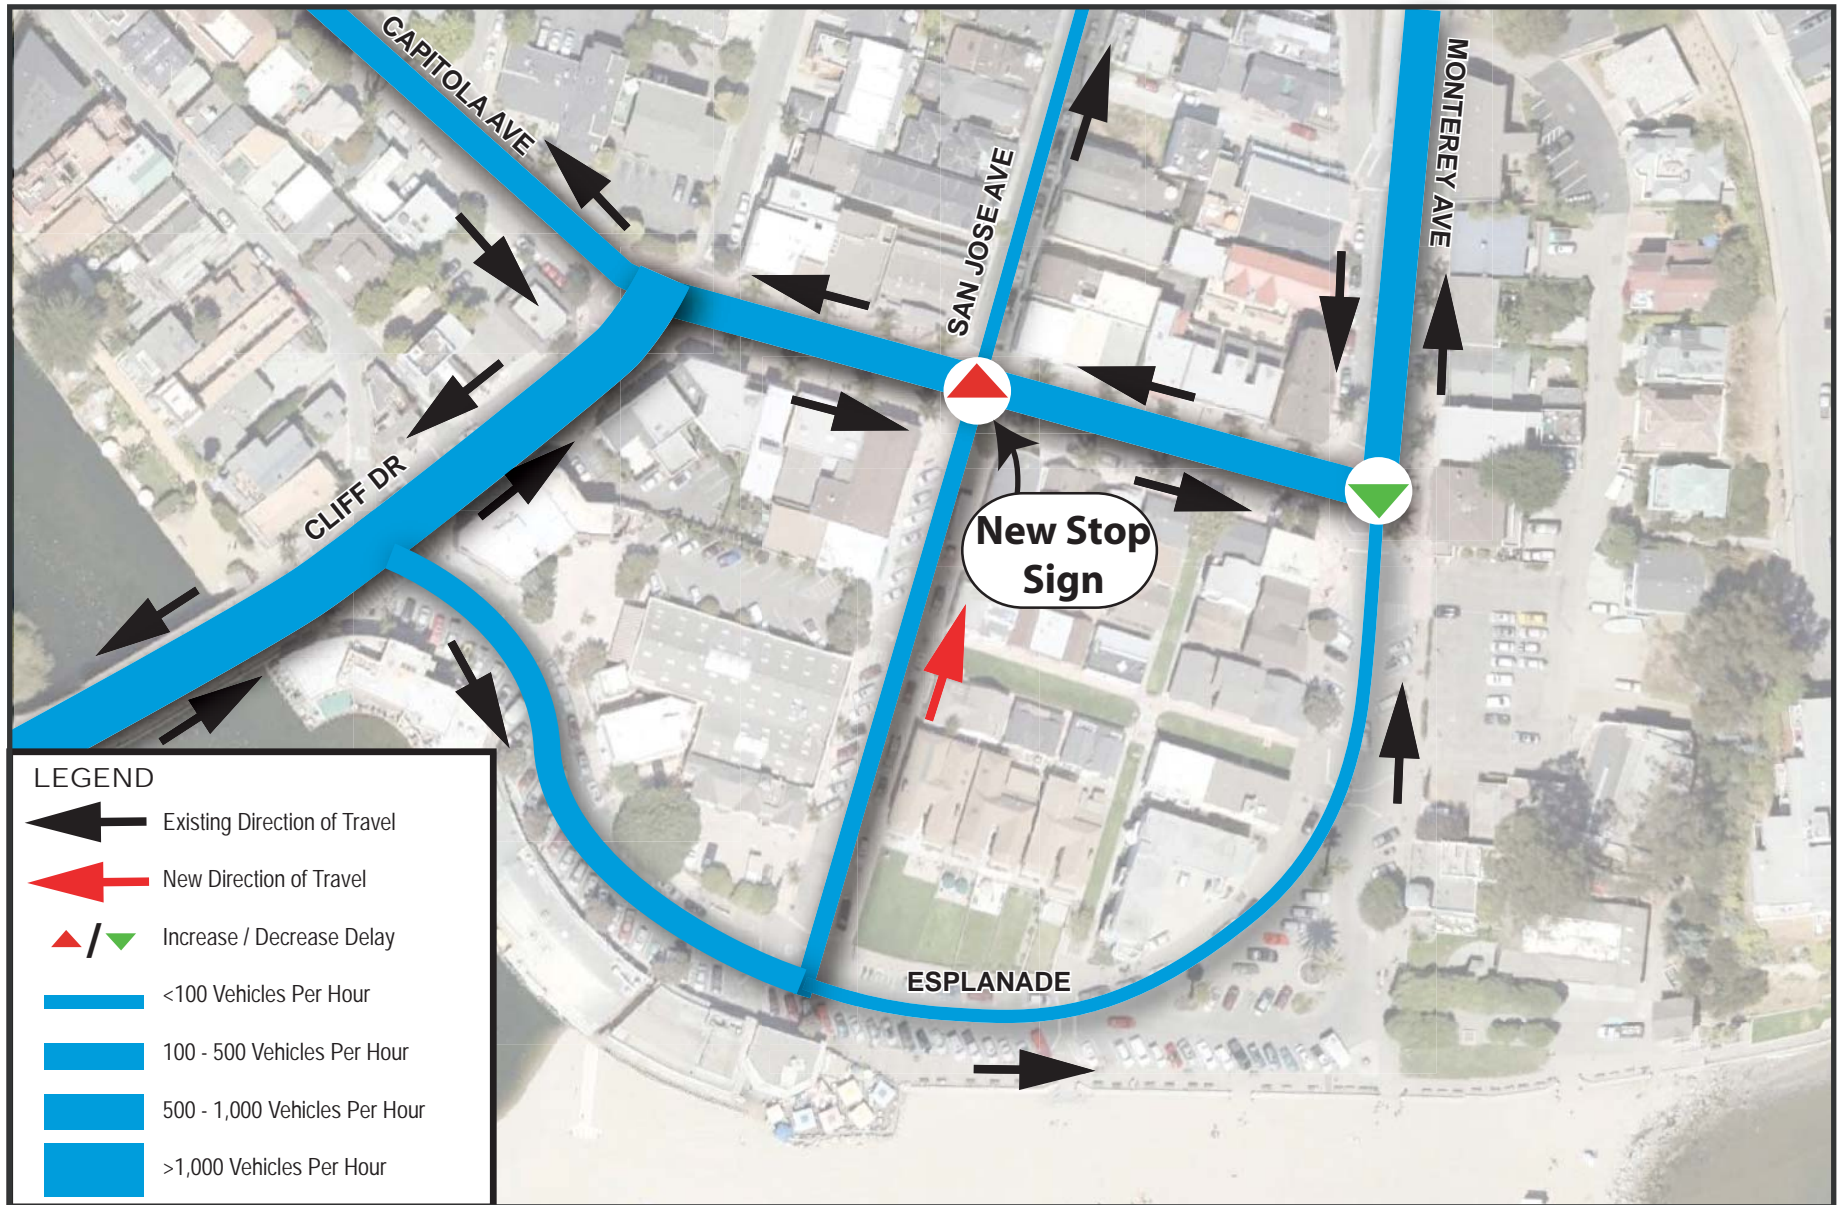 CAPITOLA AVE
SAN JOSE AVE
MONTEREY AVE
CLIFF DR
New Stop
Sign
ESPLANADE
LEGEND
Existing Direction of Travel
New Direction of Travel
/ Increase / Decrease Delay
<100 Vehicles Per Hour
100 - 500 Vehicles Per Hour
500 - 1,000 Vehicles Per Hour
>1,000 Vehicles Per Hour